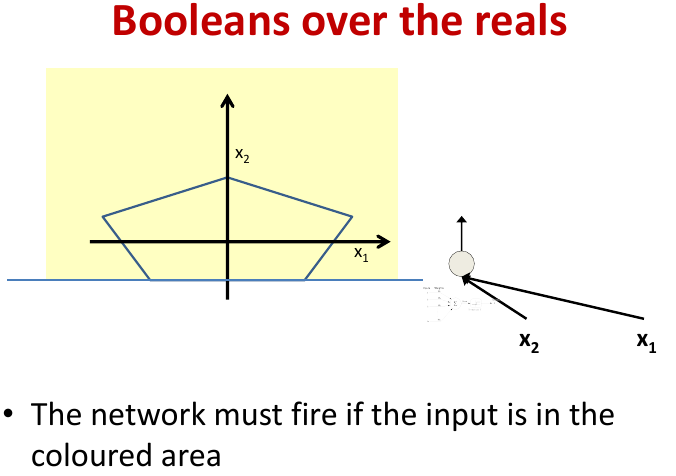 Booleans over the reals
x₂
x₁
x₂
x₁
• The network must fire if the input is in the
coloured area